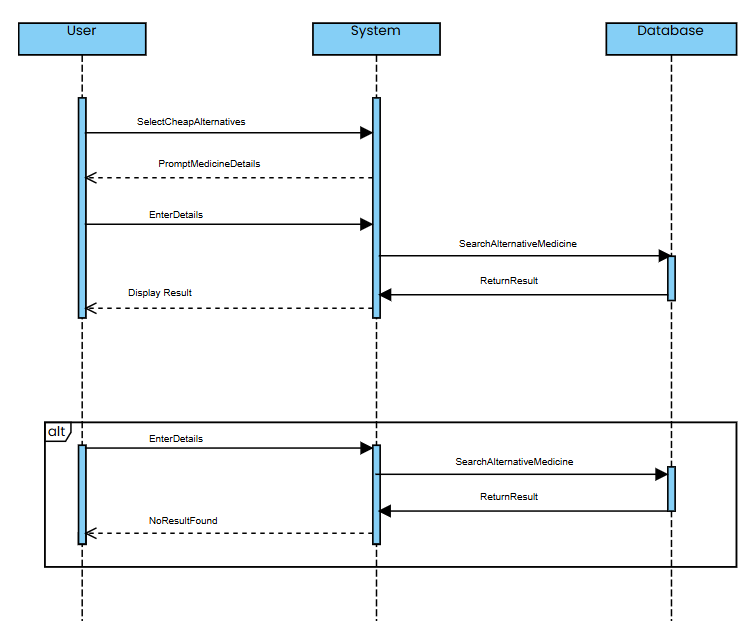 User
System
Database
SelectCheapAlternatives
PromptMedicineDetails
EnterDetails
SearchAlternativeMedicine
ReturnResult
Display Result
alt
EnterDetails
SearchAlternativeMedicine
ReturnResult
NoResultFound